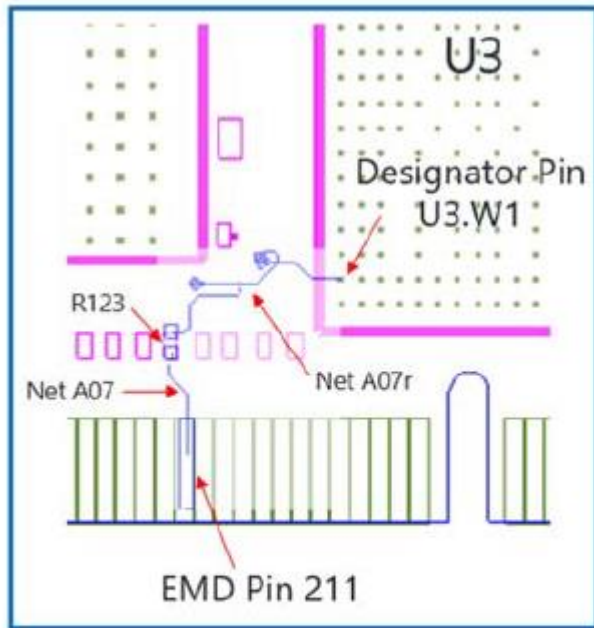 U3
Designator Pin
U3.W1
R123
Net A07r
Net A07
EMD Pin 211